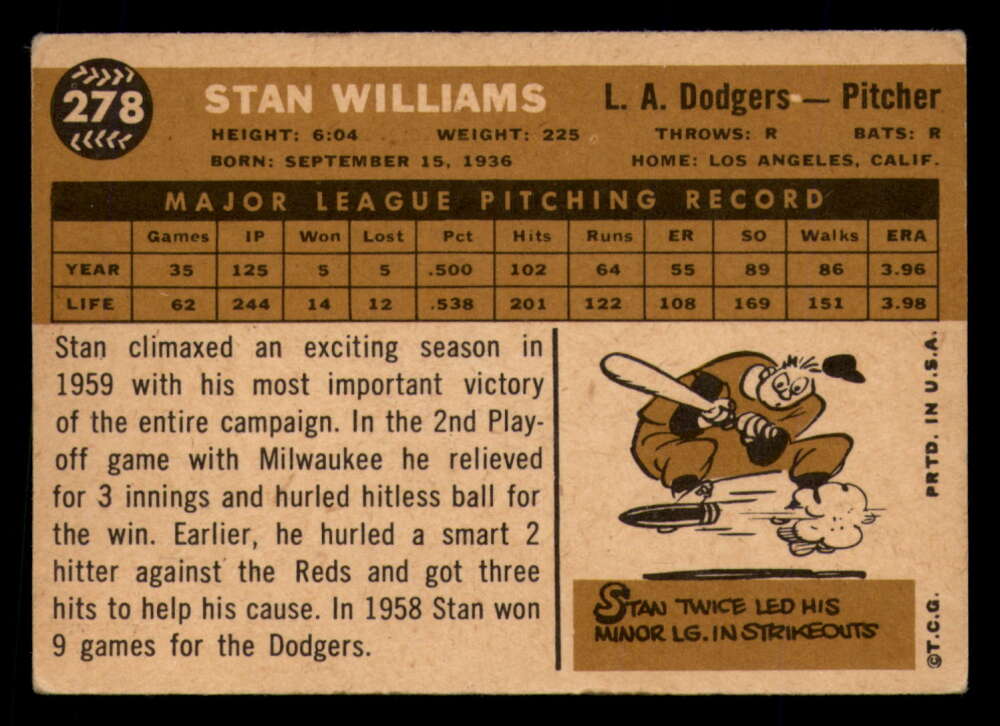 278
STAN WILLIAMS L. A. Dodgers — Pitcher
HEIGHT: 6:04 WEIGHT: 225 THROWS: R BATS: R
BORN: SEPTEMBER 15, 1936 HOME: LOS ANGELES, CALIF.
MAJOR LEAGUE PITCHING RECORD
Games IP Won Lost Pct Hits Runs ER SO Walks ERA
YEAR 35 125 5 5 .500 102 64 55 89 86 3.96
LIFE 62 244 14 12 .538 201 122 108 169 151 3.98
Stan climaxed an exciting season in
1959 with his most important victory
of the entire campaign. In the 2nd Play-
off game with Milwaukee he relieved
for 3 innings and hurled hitless ball for
the win. Earlier, he hurled a smart 2
hitter against the Reds and got three
hits to help his cause. In 1958 Stan won
9 games for the Dodgers.
STAN TWICE LED HIS
MINOR LG. IN STRIKEOUTS
PRTD. IN U.S.A.
©T.C.G.